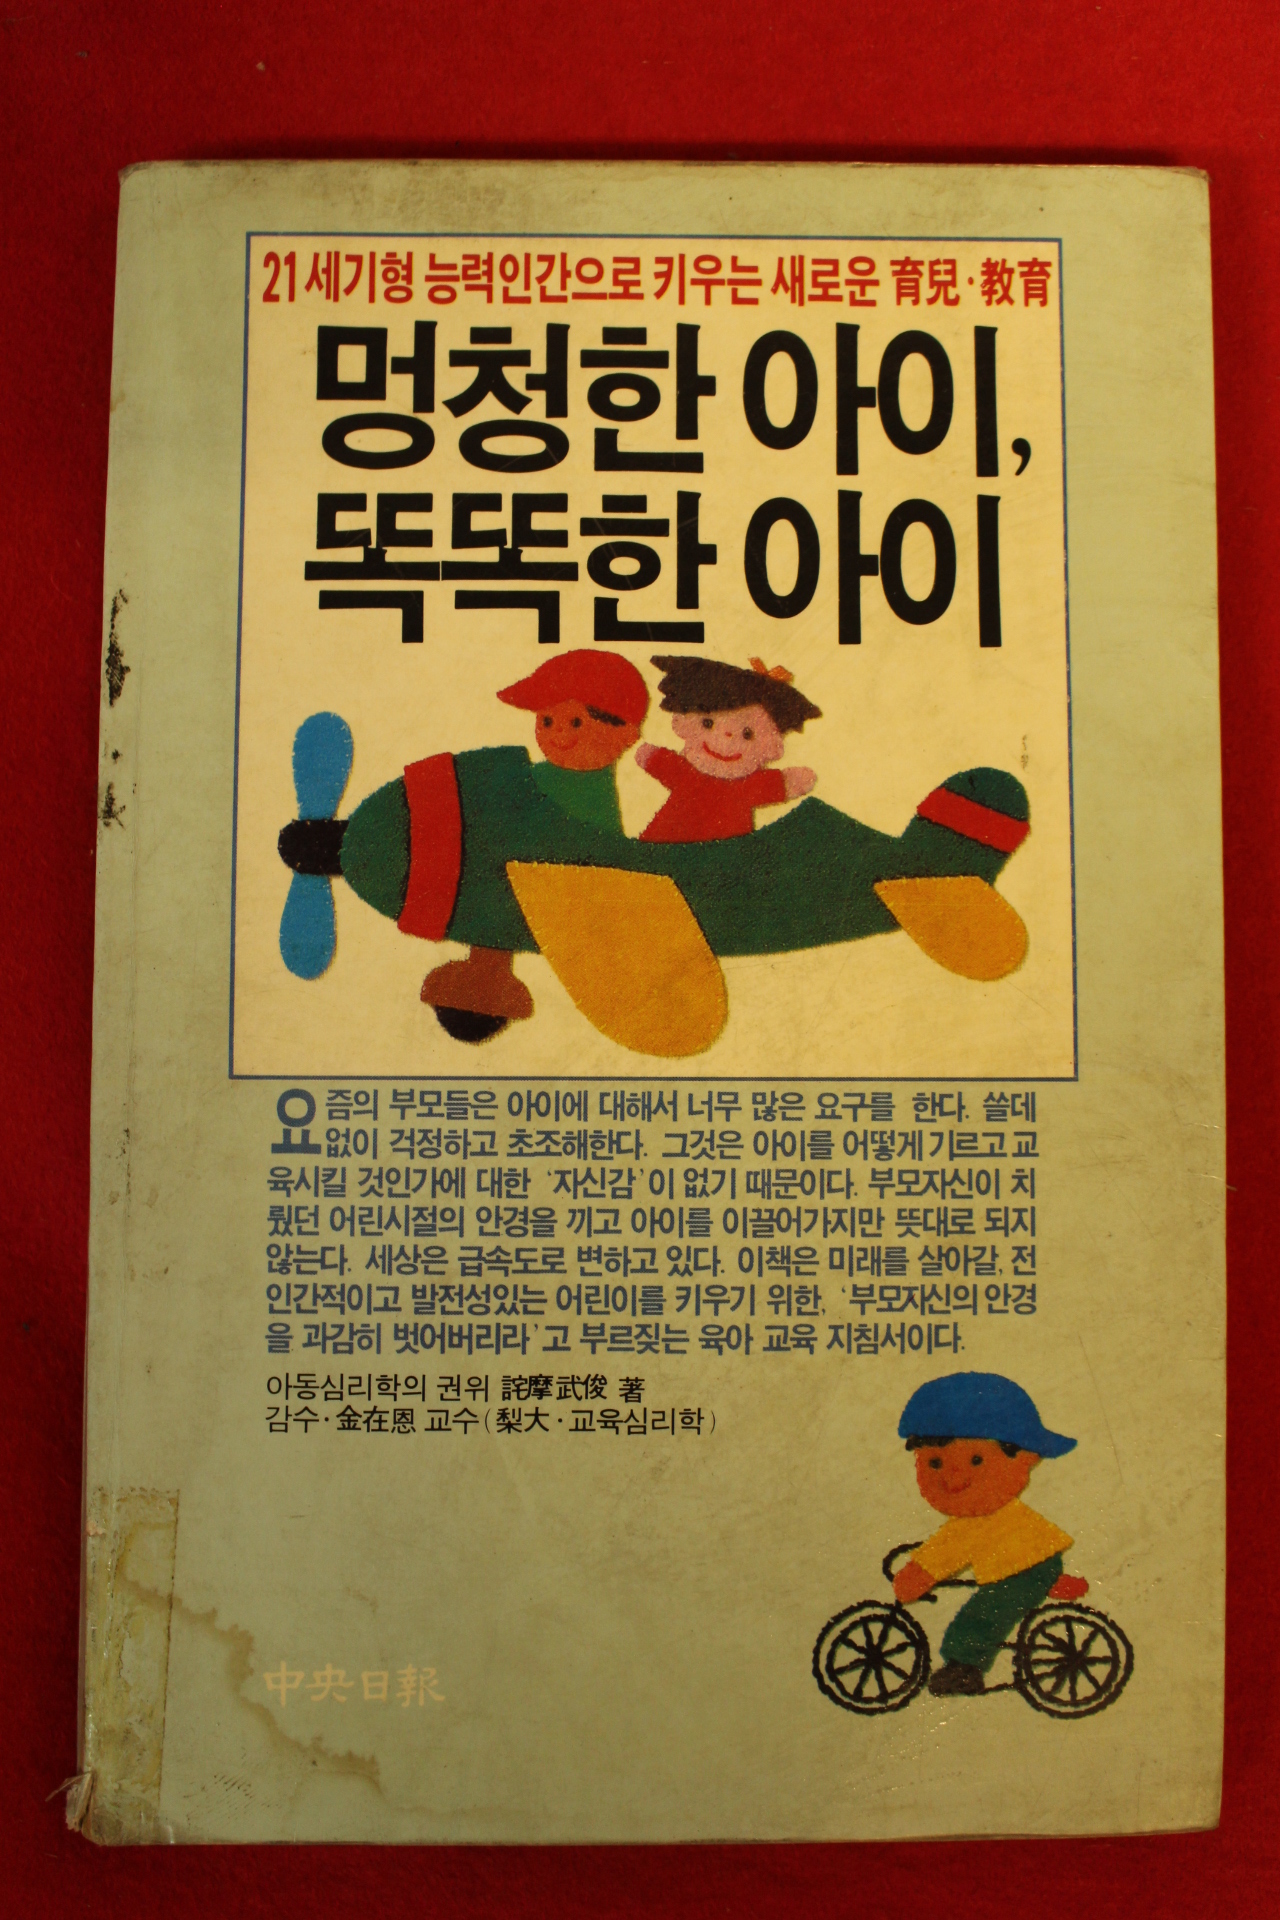 21세기형 능력인간으로 키우는 새로운 育兒·教育
멍청한 아이,
똑똑한 아이
요즘의 부모들은 아이에 대해서 너무 많은 요구를 한다. 쓸데
없이 걱정하고 초조해한다. 그것은 아이를 어떻게 기르고 교
육시킬 것인가에 대한 '자신감'이 없기 때문이다. 부모자신이 치
뤘던 어린시절의 안경을 끼고 아이를 이끌어가지만 뜻대로 되지
않는다. 세상은 급속도로 변하고 있다. 이책은 미래를 살아갈, 전
인간적이고 발전성있는 어린이를 키우기 위한, '부모자신의 안경
을 과감히 벗어버리라'고 부르짖는 육아 교육 지침서이다.
아동심리학의 권위 詫摩武俊 著
감수·金在恩 교수(梨大·교육심리학)
中央日報